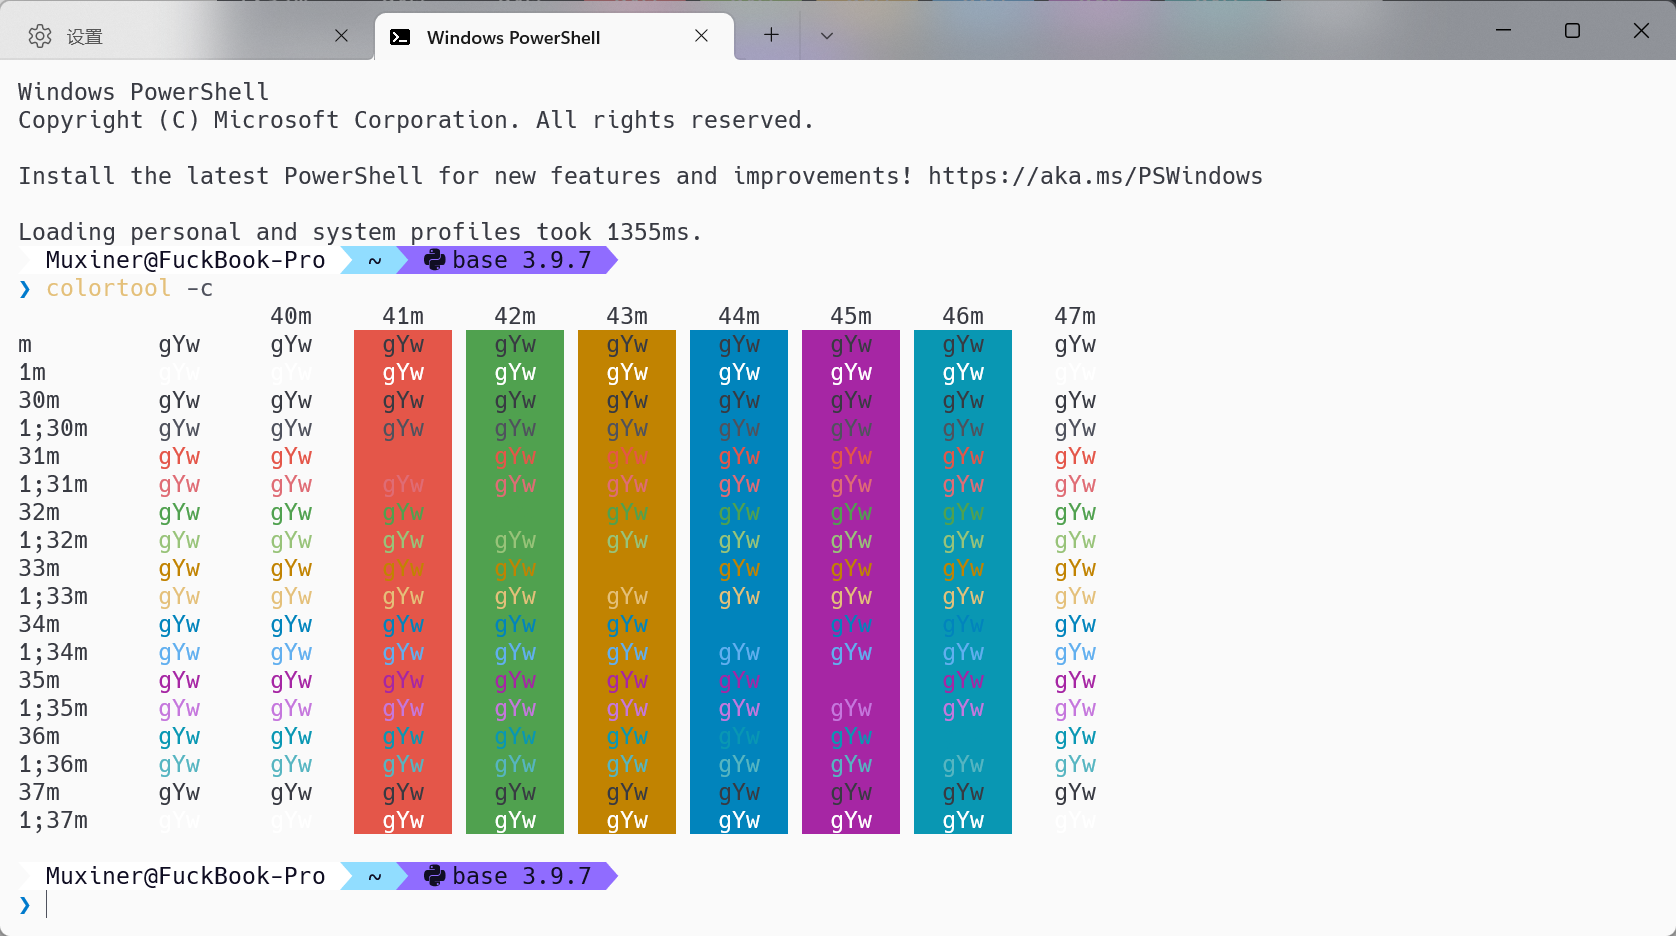 设置
Windows PowerShell
Windows PowerShell
Copyright (C) Microsoft Corporation. All rights reserved.
Install the latest PowerShell for new features and improvements! https://aka.ms/PSWindows
Loading personal and system profiles took 1355ms.
Muxiner@FuckBook-Pro ~ base 3.9.7
❯ colortool -c
40m 41m 42m 43m 44m 45m 46m 47m
m gYw gYw gYw gYw gYw gYw gYw gYw gYw
1m gYw gYw gYw gYw gYw gYw gYw gYw gYw
30m gYw gYw gYw gYw gYw gYw gYw gYw gYw
1;30m gYw gYw gYw gYw gYw gYw gYw gYw gYw
31m gYw gYw gYw gYw gYw gYw gYw gYw
1;31m gYw gYw gYw gYw gYw gYw gYw gYw gYw
32m gYw gYw gYw gYw gYw gYw gYw gYw
1;32m gYw gYw gYw gYw gYw gYw gYw gYw gYw
33m gYw gYw gYw gYw gYw gYw gYw gYw
1;33m gYw gYw gYw gYw gYw gYw gYw gYw gYw
34m gYw gYw gYw gYw gYw gYw gYw gYw
1;34m gYw gYw gYw gYw gYw gYw gYw gYw gYw
35m gYw gYw gYw gYw gYw gYw gYw gYw
1;35m gYw gYw gYw gYw gYw gYw gYw gYw gYw
36m gYw gYw gYw gYw gYw gYw gYw gYw
1;36m gYw gYw gYw gYw gYw gYw gYw gYw gYw
37m gYw gYw gYw gYw gYw gYw gYw gYw gYw
1;37m gYw gYw gYw gYw gYw gYw gYw gYw gYw
Muxiner@FuckBook-Pro ~ base 3.9.7
❯